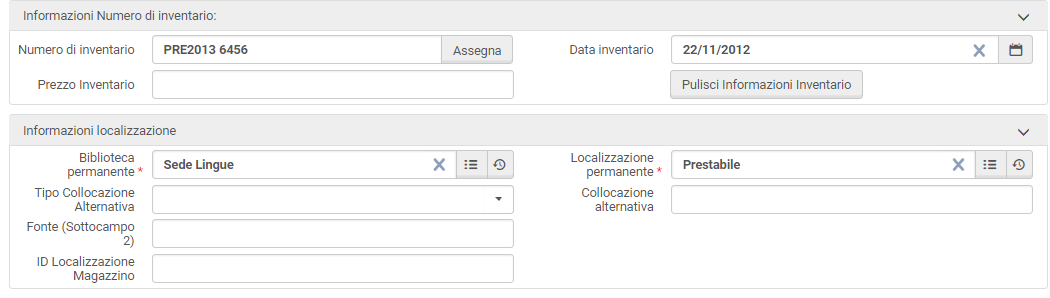 Informazioni Numero di inventario:
Numero di inventario PRE2013 6456 Assegna Data inventario 22/11/2012
Prezzo Inventario Pulisci Informazioni Inventario
Informazioni localizzazione
Biblioteca permanente * Sede Lingue Localizzazione permanente * Prestabile
Tipo Collocazione Alternativa Collocazione alternativa
Fonte (Sottocampo 2)
ID Localizzazione Magazzino